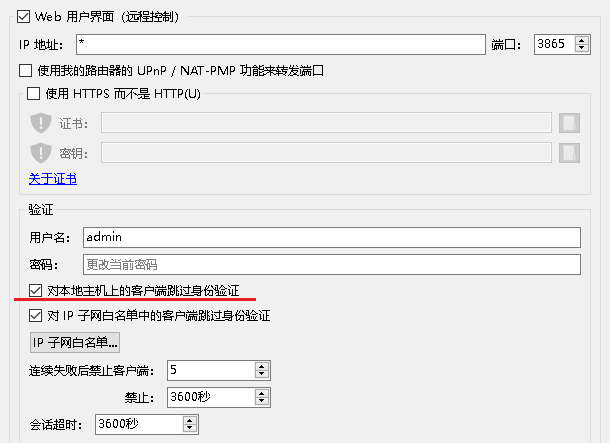 Web 用户界面（远程控制）
IP 地址： * 端口： 3865
使用我的路由器的 UPnP / NAT-PMP 功能来转发端口
使用 HTTPS 而不是 HTTP(U)
证书：
密钥：
关于证书
验证
用户名： admin
密码： 更改当前密码
对本地主机上的客户端跳过身份验证
对 IP 子网白名单中的客户端跳过身份验证
IP 子网白名单...
连续失败后禁止客户端： 5
禁止： 3600秒
会话超时： 3600秒